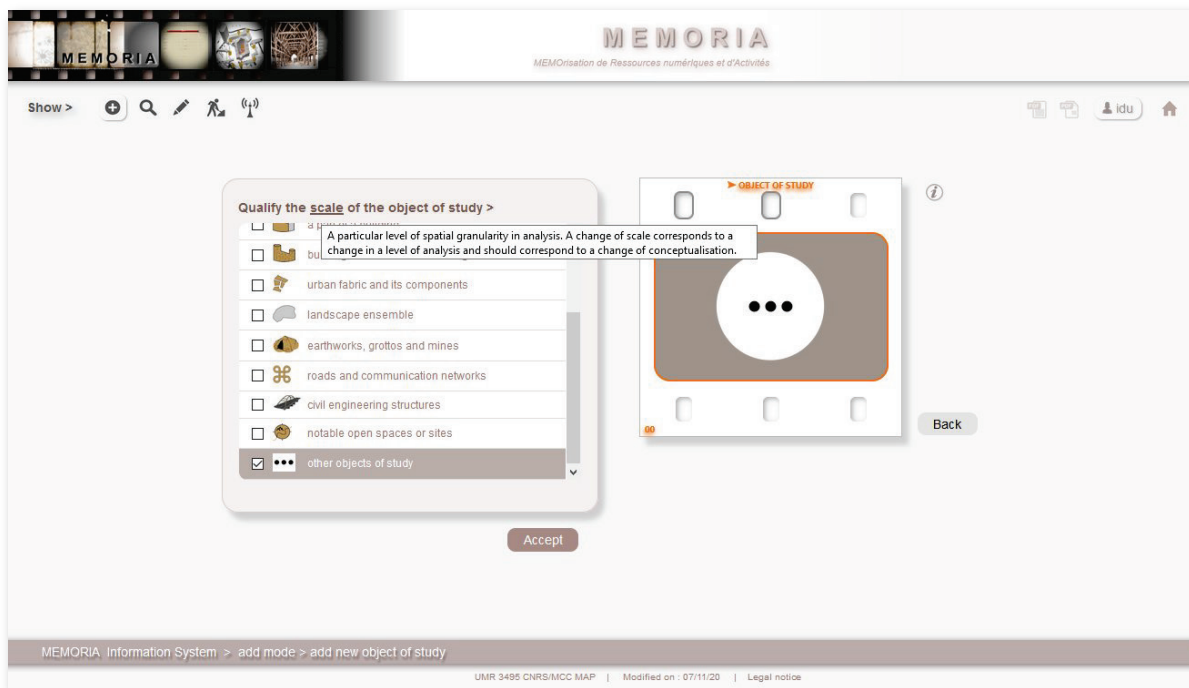 MEMORIA
MEMORIA
MEMOrisation de Ressources numériques et d'Activités
Show >
idu
Qualify the scale of the object of study >
A particular level of spatial granularity in analysis. A change of scale corresponds to a
change in a level of analysis and should correspond to a change of conceptualisation.
urban fabric and its components
landscape ensemble
earthworks, grottos and mines
roads and communication networks
civil engineering structures
notable open spaces or sites
other objects of study
Accept
➤ OBJECT OF STUDY
Back
MEMORIA Information System > add mode > add new object of study
UMR 3495 CNRS/MCC MAP | Modified on : 07/11/20 | Legal notice